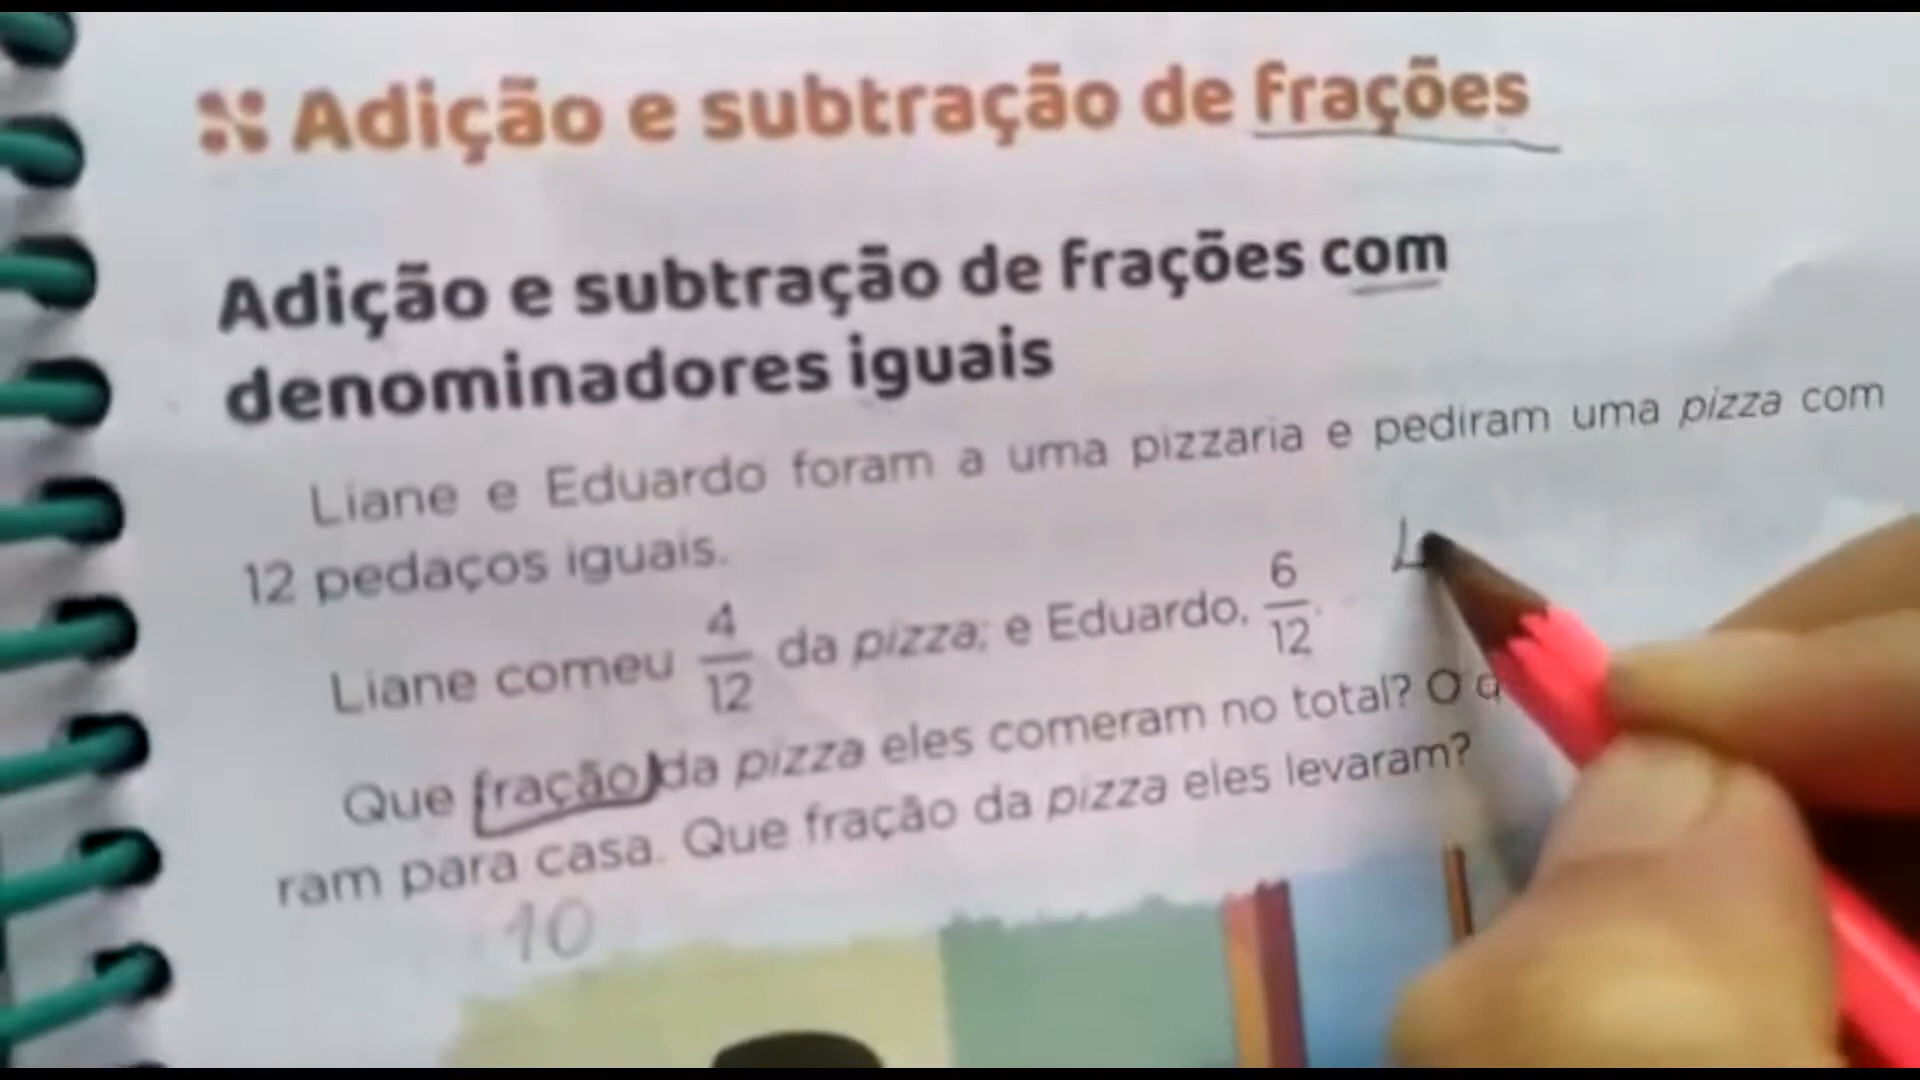 Adição e subtração de frações
Adição e subtração de frações com
denominadores iguais
Liane e Eduardo foram a uma pizzaria e pediram uma pizza com
12 pedaços iguais.
Liane comeu 4/12 da pizza; e Eduardo, 6/12.
Que fração da pizza eles comeram no total? O
ram para casa. Que fração da pizza eles levaram?
10